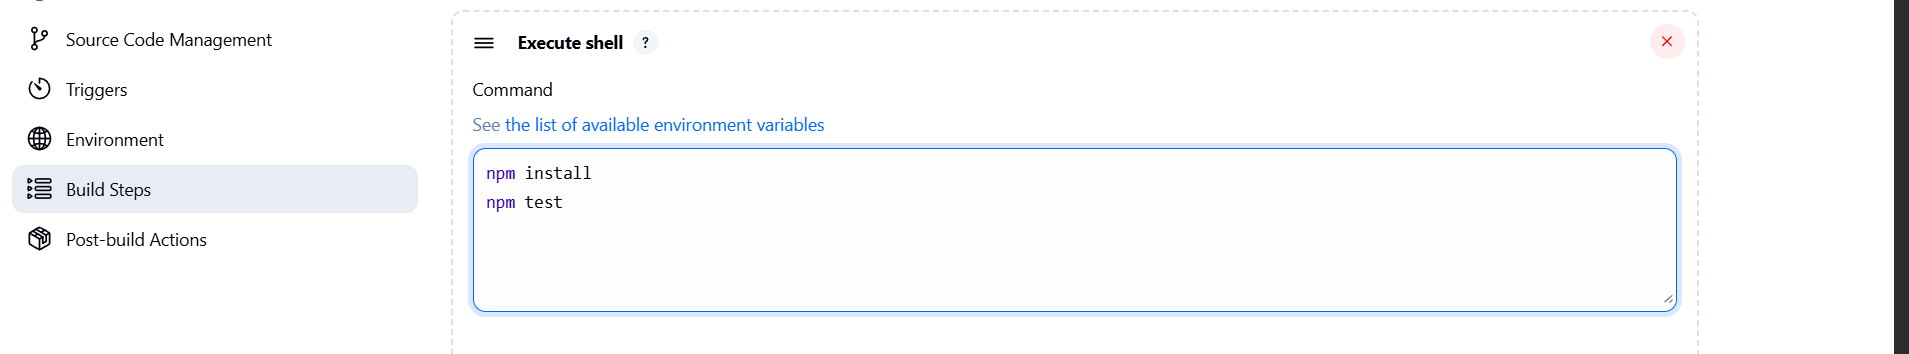 Source Code Management
Triggers
Environment
Build Steps
Post-build Actions
Execute shell ?
Command
See the list of available environment variables
npm install
npm test